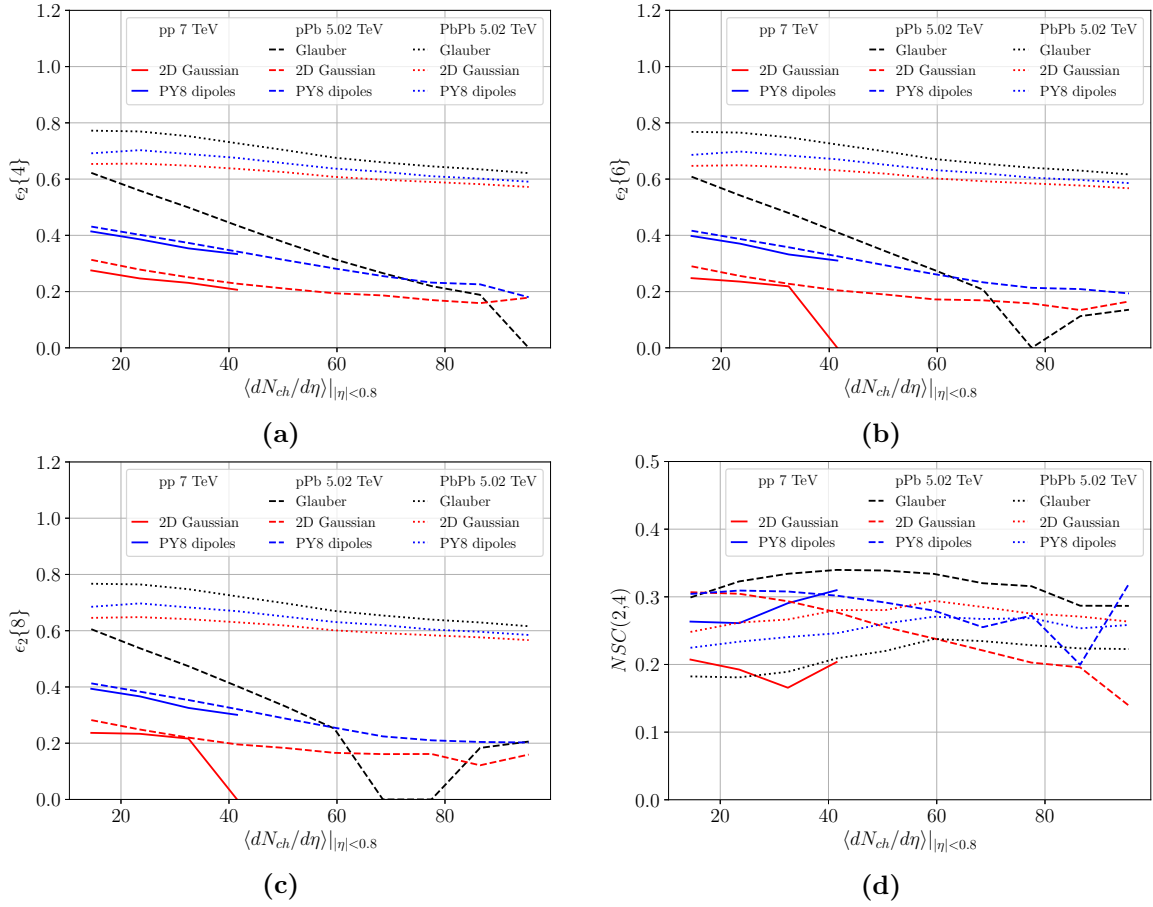 pp 7 TeV pPb 5.02 TeV PbPb 5.02 TeV
Glauber Glauber
2D Gaussian 2D Gaussian 2D Gaussian
PY8 dipoles PY8 dipoles PY8 dipoles
1.2
1.0
0.8
0.6
0.4
0.2
0.0
ϵ₂{4}
20 40 60 80
⟨dN_ch/dη⟩||η|<0.8
(a)
pp 7 TeV pPb 5.02 TeV PbPb 5.02 TeV
Glauber Glauber
2D Gaussian 2D Gaussian 2D Gaussian
PY8 dipoles PY8 dipoles PY8 dipoles
1.2
1.0
0.8
0.6
0.4
0.2
0.0
ϵ₂{6}
20 40 60 80
⟨dN_ch/dη⟩||η|<0.8
(b)
pp 7 TeV pPb 5.02 TeV PbPb 5.02 TeV
Glauber Glauber
2D Gaussian 2D Gaussian 2D Gaussian
PY8 dipoles PY8 dipoles PY8 dipoles
1.2
1.0
0.8
0.6
0.4
0.2
0.0
ϵ₂{8}
20 40 60 80
⟨dN_ch/dη⟩||η|<0.8
(c)
pp 7 TeV pPb 5.02 TeV PbPb 5.02 TeV
Glauber Glauber
2D Gaussian 2D Gaussian 2D Gaussian
PY8 dipoles PY8 dipoles PY8 dipoles
0.5
0.4
0.3
0.2
0.1
0.0
NSC(2,4)
20 40 60 80
⟨dN_ch/dη⟩||η|<0.8
(d)